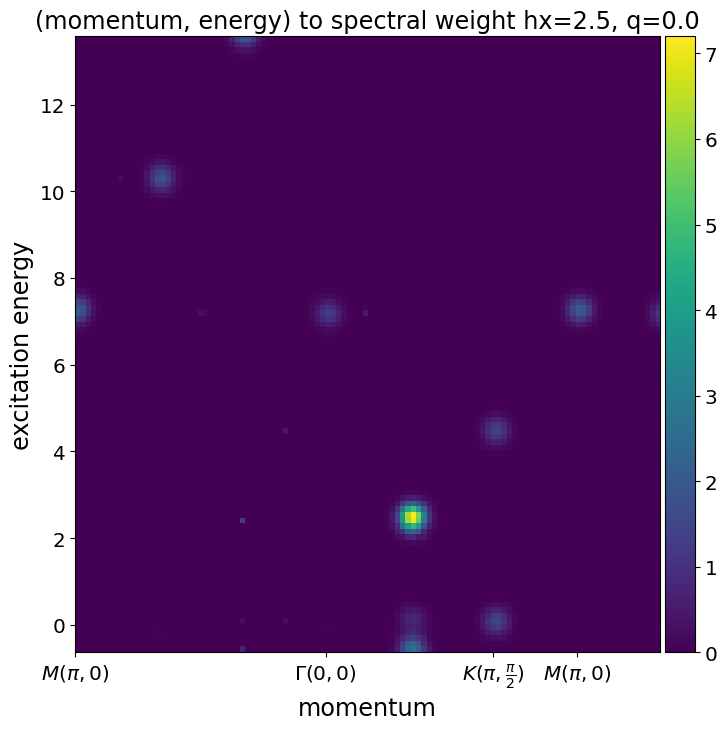 (momentum, energy) to spectral weight hx=2.5, q=0.0
excitation energy
12
10
8
6
4
2
0
7
6
5
4
3
2
1
0
M(π, 0)
Γ(0, 0)
K(π, π/2)
M(π, 0)
momentum